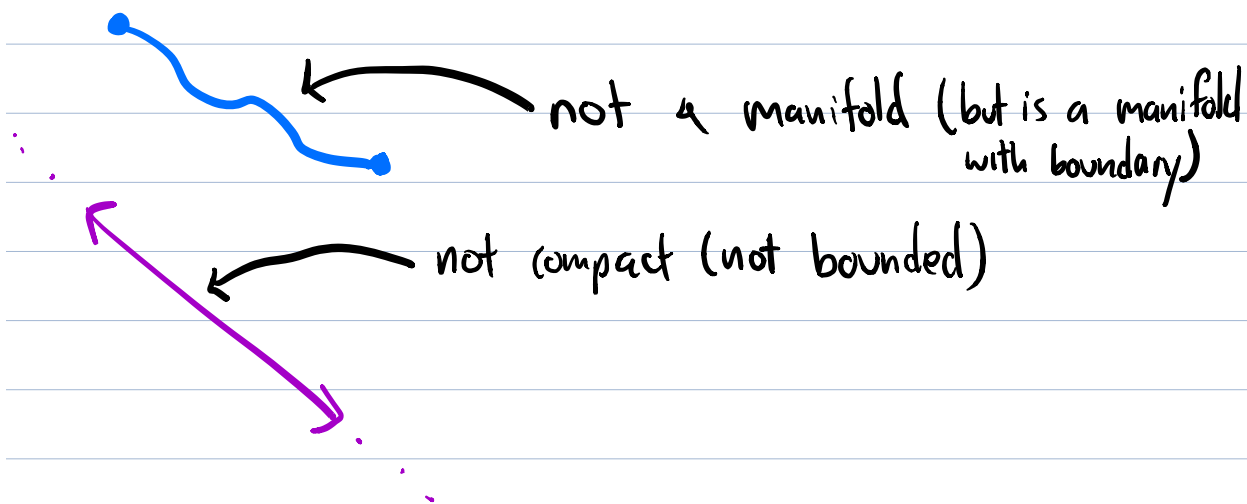 not a manifold (but is a manifold
with boundary)
not compact (not bounded)